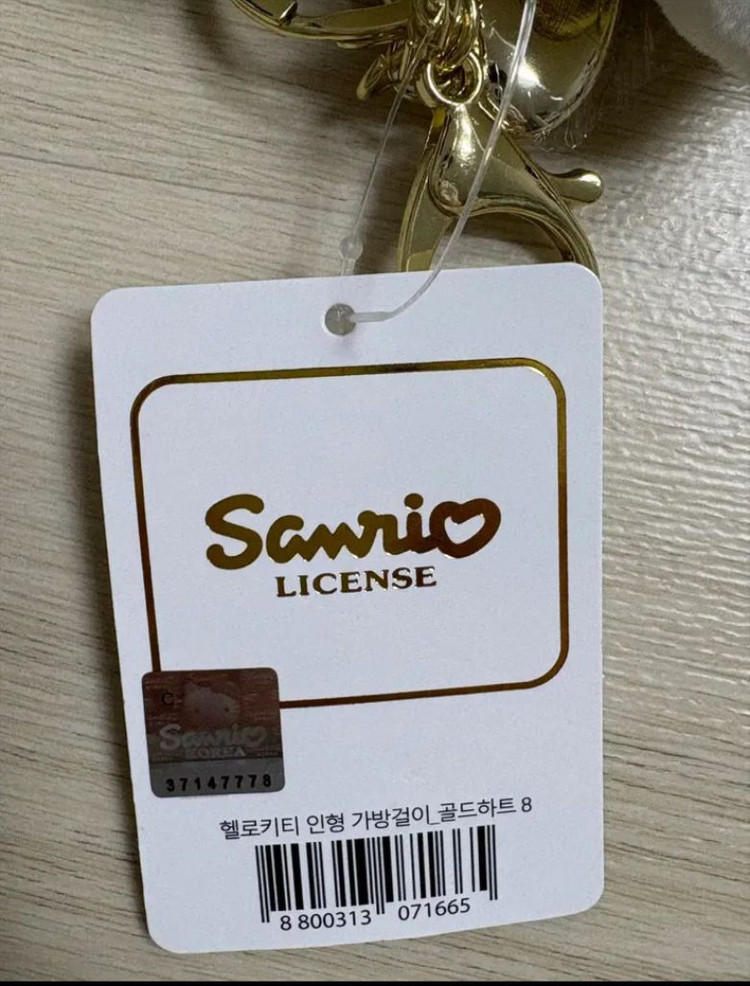 Sanrio
LICENSE
C
Sanrio
KOREA
37147778
헬로키티 인형 가방걸이_골드하트 8
8 800313 071665